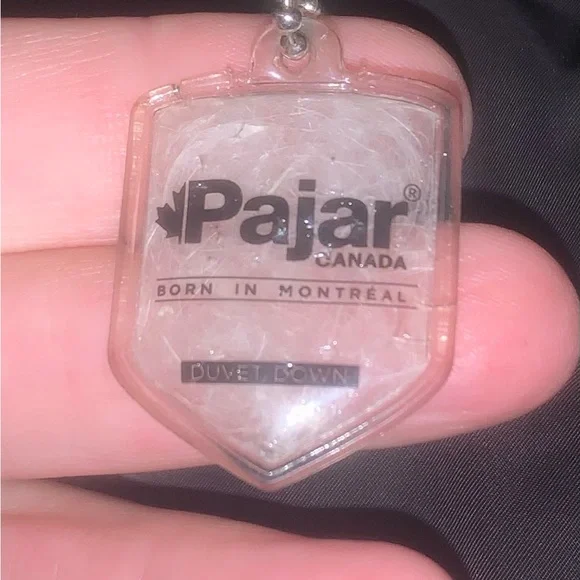 Pajar®
CANADA
BORN IN MONTRÉAL
DUVET DOWN